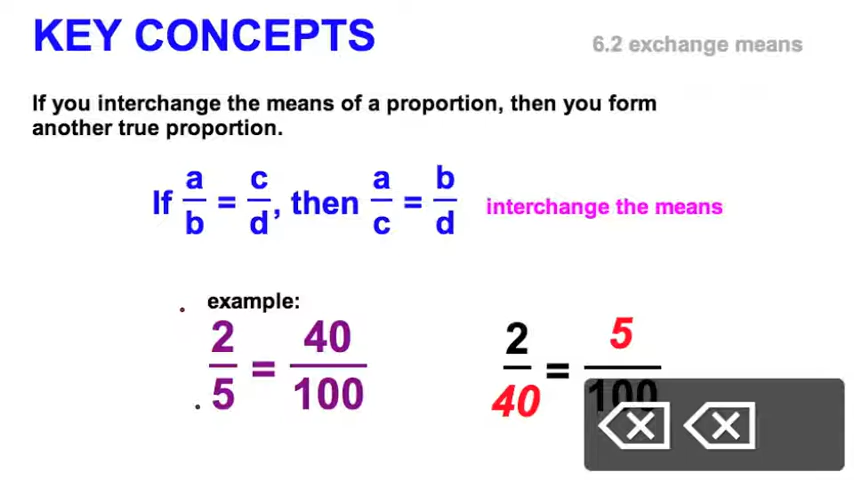 KEY CONCEPTS
6.2 exchange means
If you interchange the means of a proportion, then you form
another true proportion.
If a/b = c/d, then a/c = b/d interchange the means
example:
2/5 = 40/100
2/40 = 5/100